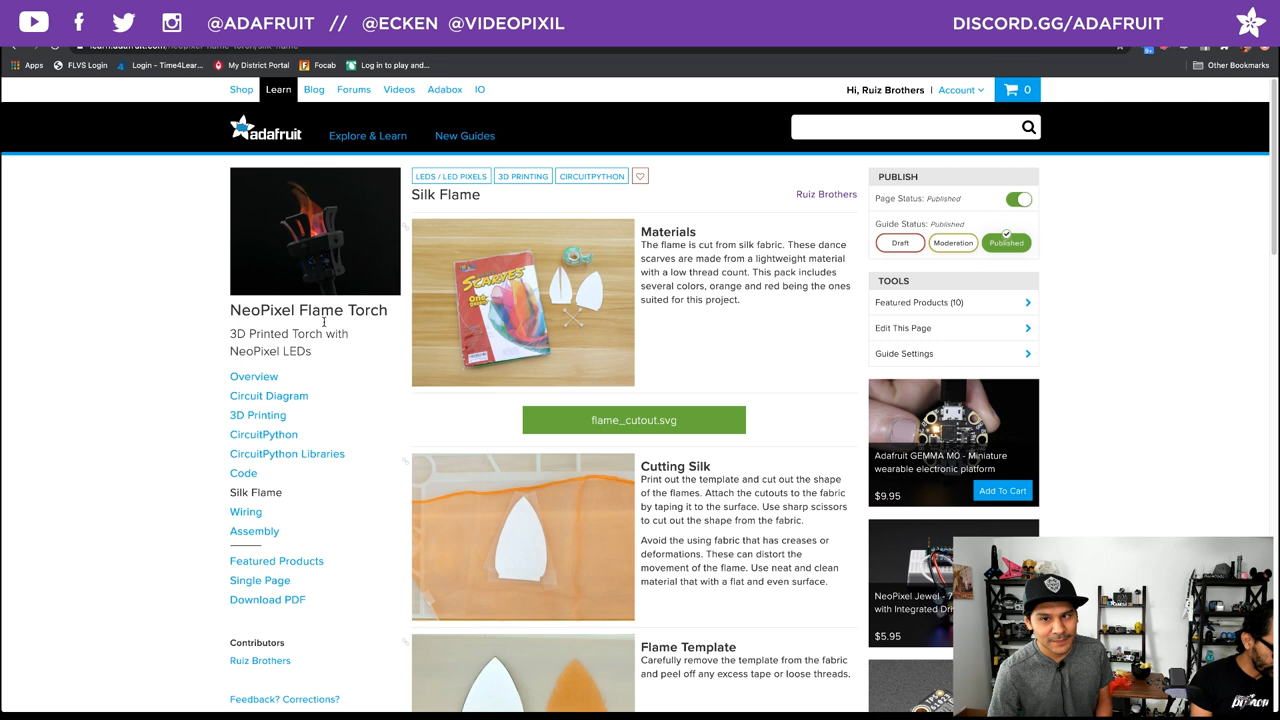 @ADAFRUIT // @ECKEN @VIDEOPIXIL
DISCORD.GG/ADAFRUIT
Apps FLVS Login Login - Time4Lear... My District Portal Focab Log in to play and... Other Bookmarks
Shop Learn Blog Forums Videos Adabox IO
Hi, Ruiz Brothers | Account 0
adafruit Explore & Learn New Guides
LEDS / LED PIXELS 3D PRINTING CIRCUITPYTHON
Silk Flame
Ruiz Brothers
NeoPixel Flame Torch
3D Printed Torch with
NeoPixel LEDs
Overview
Circuit Diagram
3D Printing
CircuitPython
CircuitPython Libraries
Code
Silk Flame
Wiring
Assembly
Featured Products
Single Page
Download PDF
Contributors
Ruiz Brothers
Feedback? Corrections?
SCARVES
Materials
The flame is cut from silk fabric. These dance
scarves are made from a lightweight material
with a low thread count. This pack includes
several colors, orange and red being the ones
suited for this project.
flame_cutout.svg
Cutting Silk
Print out the template and cut out the shape
of the flames. Attach the cutouts to the fabric
by taping it to the surface. Use sharp scissors
to cut out the shape from the fabric.
Avoid the using fabric that has creases or
deformations. These can distort the
movement of the flame. Use neat and clean
material that with a flat and even surface.
Flame Template
Carefully remove the template from the fabric
and peel off any excess tape or loose threads.
PUBLISH
Page Status: Published
Guide Status: Published
Draft Moderation Published
TOOLS
Featured Products (10)
Edit This Page
Guide Settings
Adafruit GEMMA M0 - Miniature
wearable electronic platform
$9.95
Add To Cart
NeoPixel Jewel - 7
with Integrated Dri
$5.95